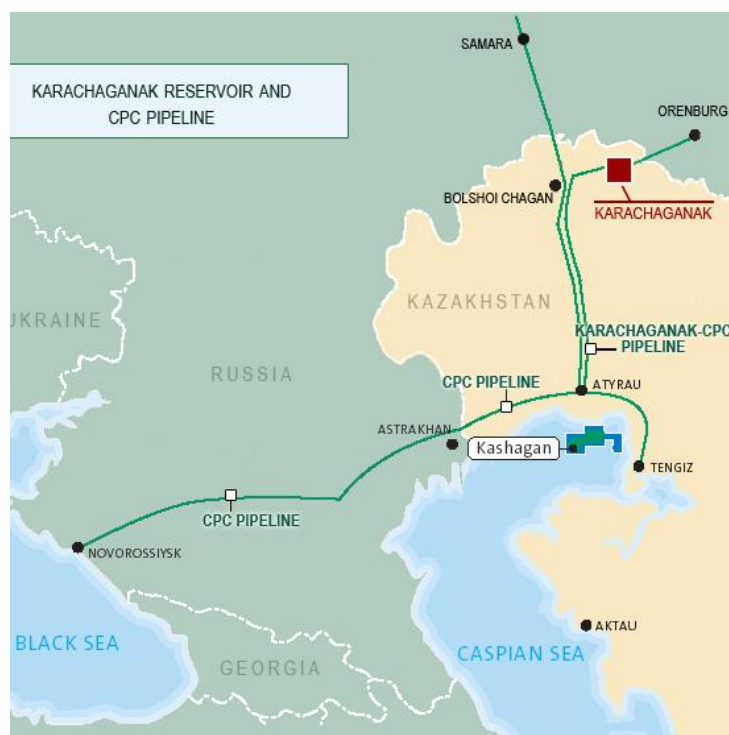 SAMARA
KARACHAGANAK RESERVOIR AND
CPC PIPELINE
ORENBURG
BOLSHOI CHAGAN
KARACHAGANAK
KAZAKHSTAN
UKRAINE
KARACHAGANAK-CPC
PIPELINE
RUSSIA
CPC PIPELINE
ATYRAU
ASTRAKHAN
Kashagan
TENGIZ
CPC PIPELINE
NOVOROSSIYSK
AKTAU
BLACK SEA
CASPIAN SEA
GEORGIA